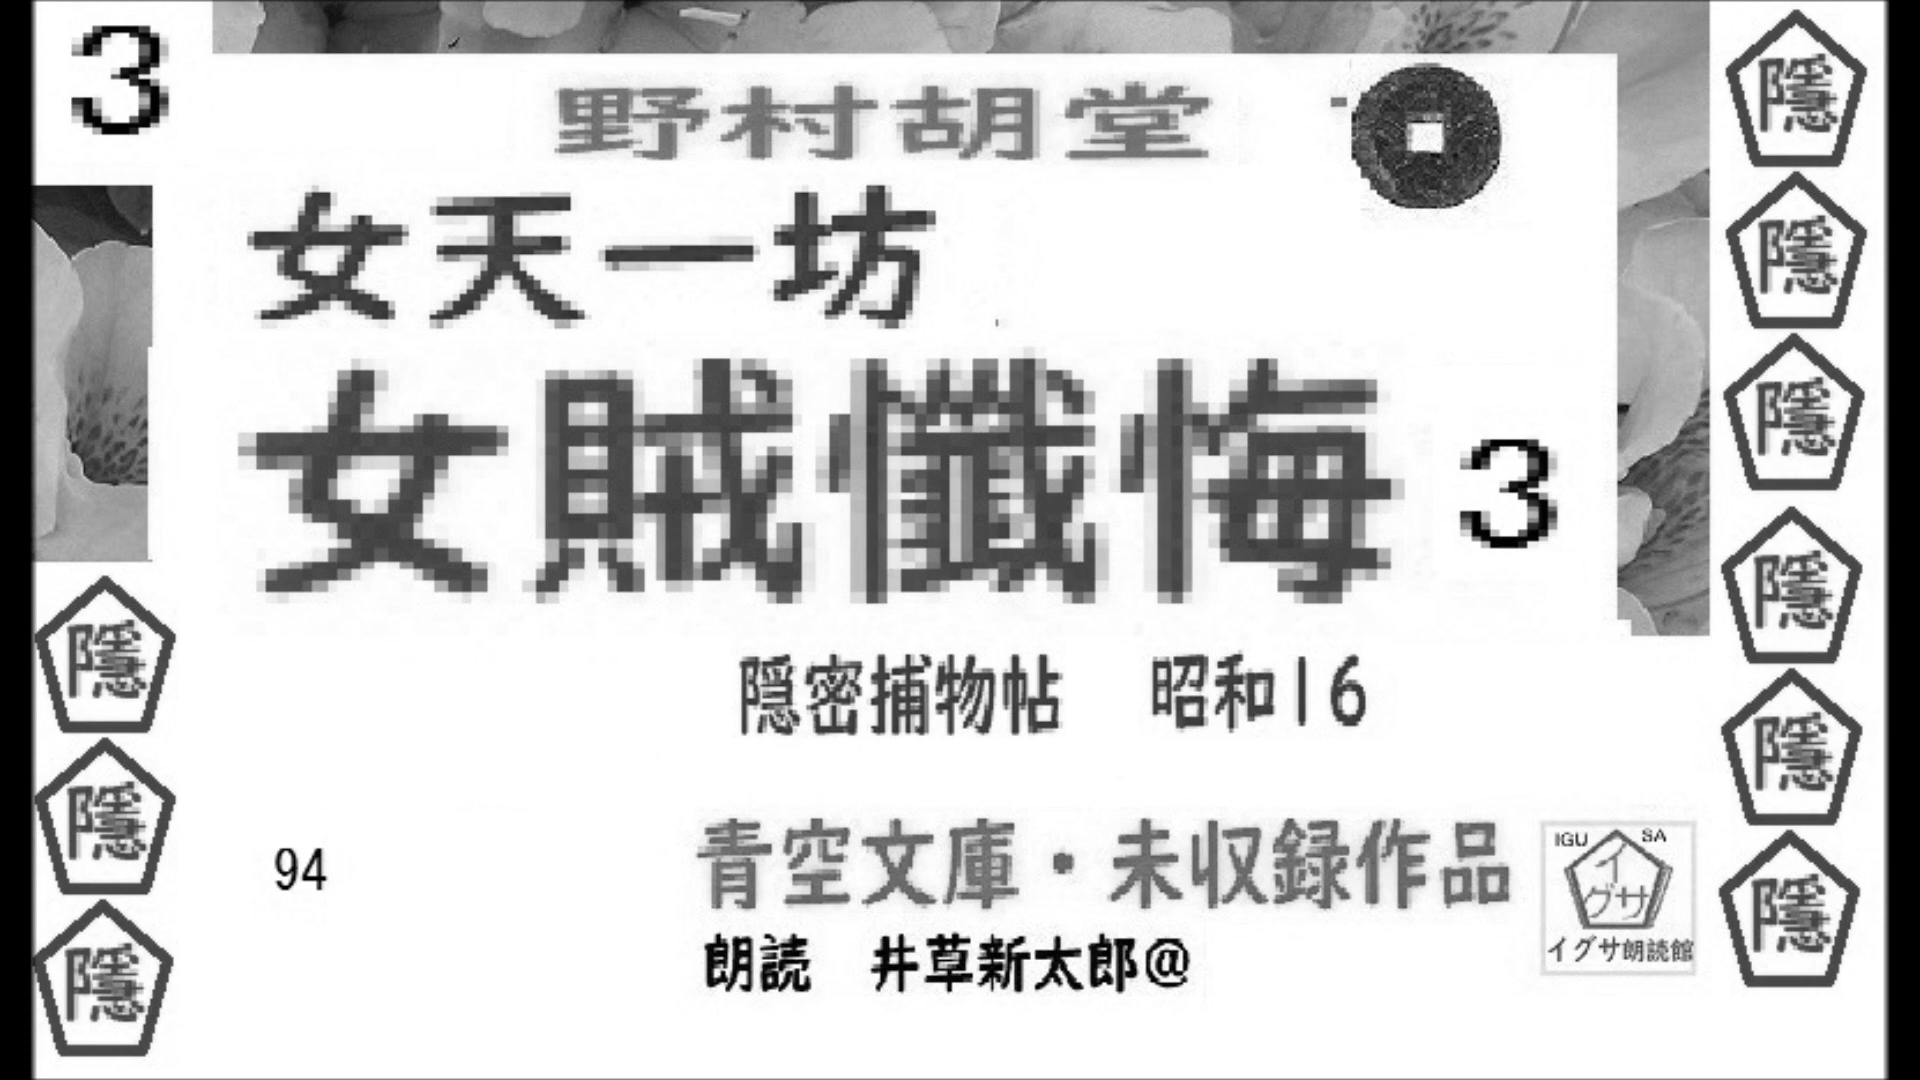 3
野村胡堂
女天一坊
女賊懺悔 3
隠密捕物帖 昭和16
94
青空文庫・未収録作品
朗読 井草新太郎@
IGU SA
イ
グサ
イグサ朗読館
隠
隠
隠
隠
隠
隠
隠
隠
隠